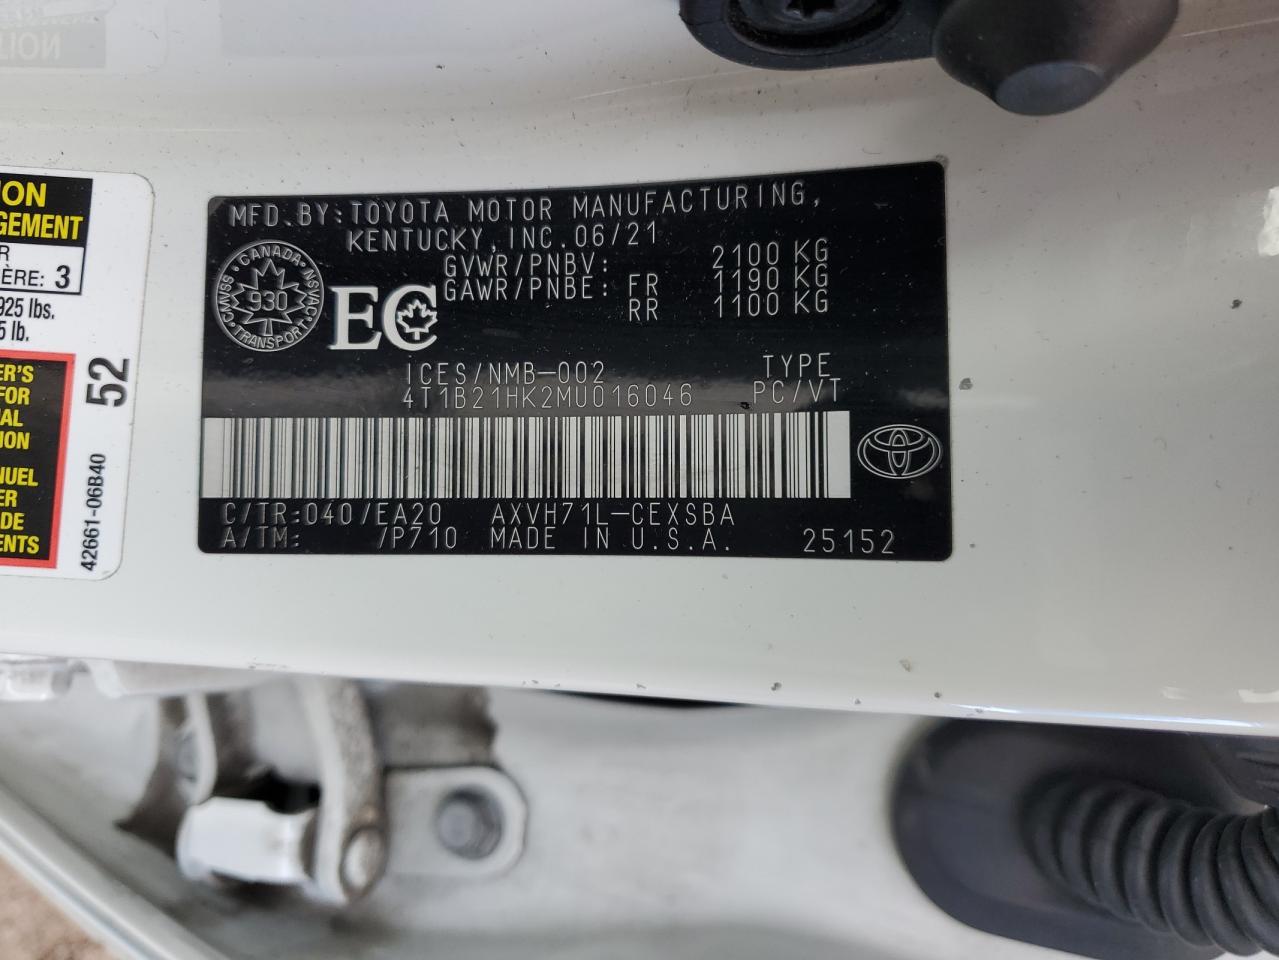 ION
GEMENT
R
ÈRE: 3
925 lbs.
5 lb.
ER'S
FOR
AL
ION
NUEL
ER
DE
ENTS
52
42661-06B40
MFD. BY: TOYOTA MOTOR MANUFACTURING,
KENTUCKY, INC. 06/21
GVWR/PNBV: 2100 KG
GAWR/PNBE: FR 1190 KG
RR 1100 KG
CANADA
CMVSS NSVAC
930
TRANSPORT
EC
ICES/NMB-002 TYPE
4T1B21HK2MU016046 PC/VT
C/TR: 040/EA20 AXVH71L-CEXSBA
A/TM: /P710 MADE IN U.S.A. 25152